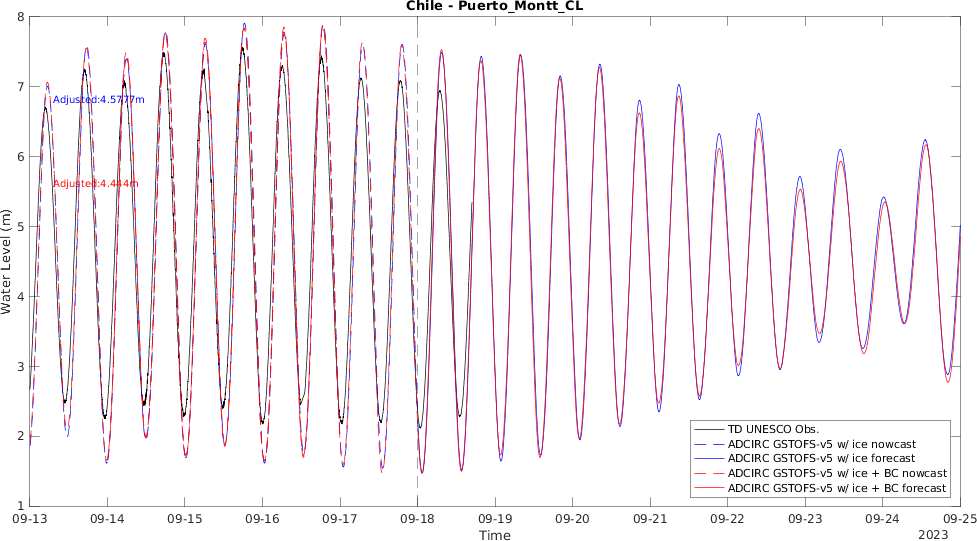 Chile - Puerto_Montt_CL
8
7
6
5
4
3
2
1
Water Level (m)
Adjusted:4.5777m
Adjusted:4.444m
TD UNESCO Obs.
ADCIRC GSTOFS-v5 w/ ice nowcast
ADCIRC GSTOFS-v5 w/ ice forecast
ADCIRC GSTOFS-v5 w/ ice + BC nowcast
ADCIRC GSTOFS-v5 w/ ice + BC forecast
09-13 09-14 09-15 09-16 09-17 09-18 09-19 09-20 09-21 09-22 09-23 09-24 09-25
Time
2023